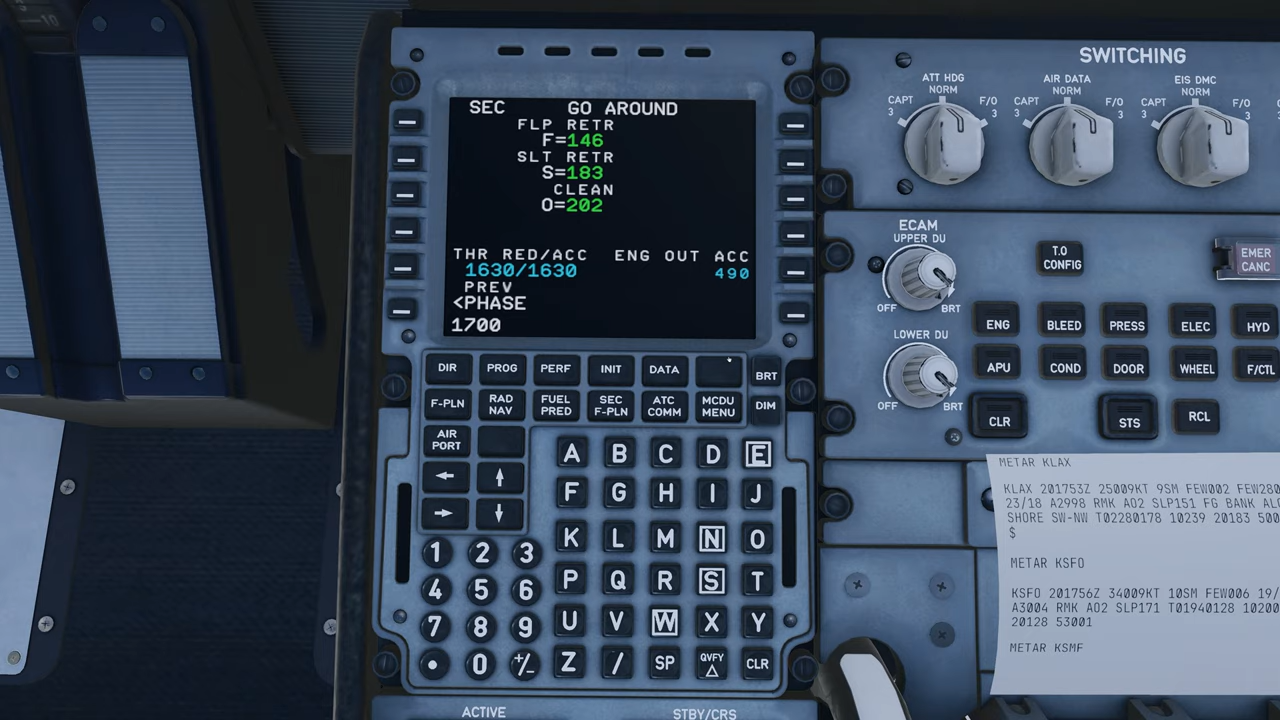 10
SEC GO AROUND
FLP RETR
F=146
SLT RETR
S=183
CLEAN
O=202
THR RED/ACC ENG OUT ACC
1630/1630 490
PREV
<PHASE
1700
DIR PROG PERF INIT DATA BRT
F-PLN RAD NAV FUEL PRED SEC F-PLN ATC COMM MCDU MENU DIM
AIR PORT
A B C D E
F G H I J
K L M N O
P Q R S T
U V W X Y
Z / SP OVFY Δ CLR
1 2 3
4 5 6
7 8 9
• 0 +/-
ACTIVE STBY/CRS
SWITCHING
ATT HDG AIR DATA EIS DMC
NORM NORM NORM
CAPT 3 F/O 3 CAPT 3 F/O 3 CAPT 3 F/O 3
ECAM
UPPER DU
OFF BRT
T.O CONFIG
EMER CANC
LOWER DU
OFF BRT
ENG BLEED PRESS ELEC HYD
APU COND DOOR WHEEL F/CTL
CLR STS RCL
METAR KLAX
KLAX 201753Z 25009KT 9SM FEW002 FEW280
23/18 A2998 RMK AO2 SLP151 FG BANK
SHORE SW-NW T02280178 10239 20183 500
$
METAR KSFO
KSFO 201756Z 34009KT 10SM FEW006 19/
A3004 RMK AO2 SLP171 T01940128 10200
20128 53001
METAR KSMF